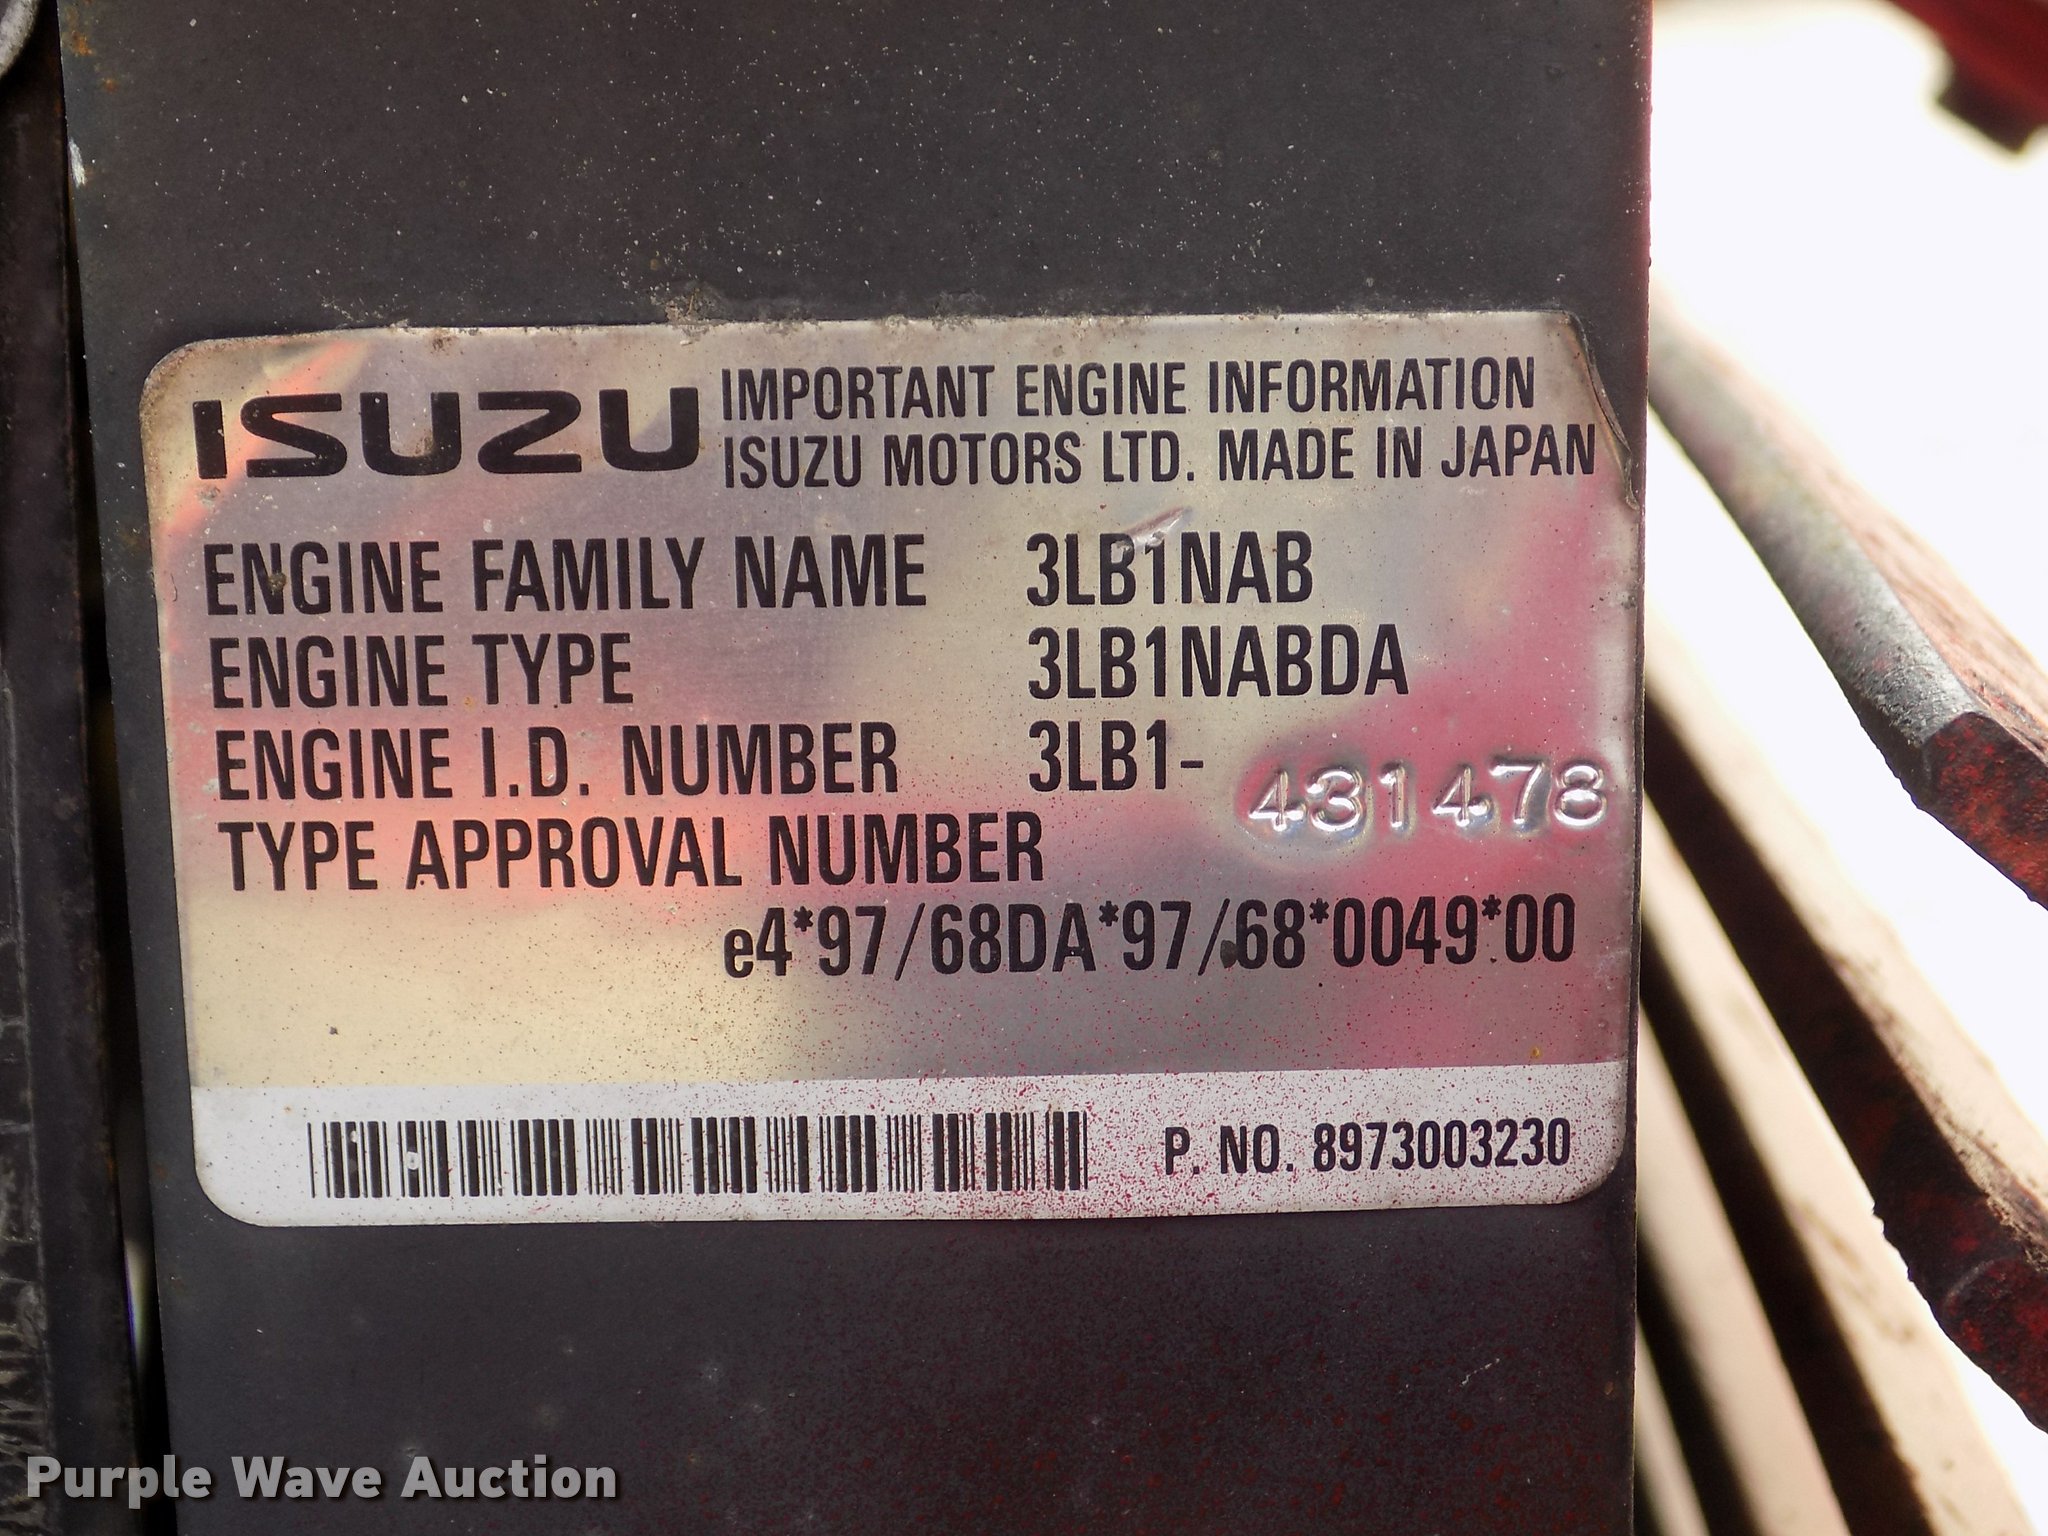 ISUZU IMPORTANT ENGINE INFORMATION
ISUZU MOTORS LTD. MADE IN JAPAN
ENGINE FAMILY NAME 3LB1NAB
ENGINE TYPE 3LB1NABDA
ENGINE I.D. NUMBER 3LB1- 431478
TYPE APPROVAL NUMBER
e4*97/68DA*97/68*0049*00
P. NO. 8973003230
Purple Wave Auction